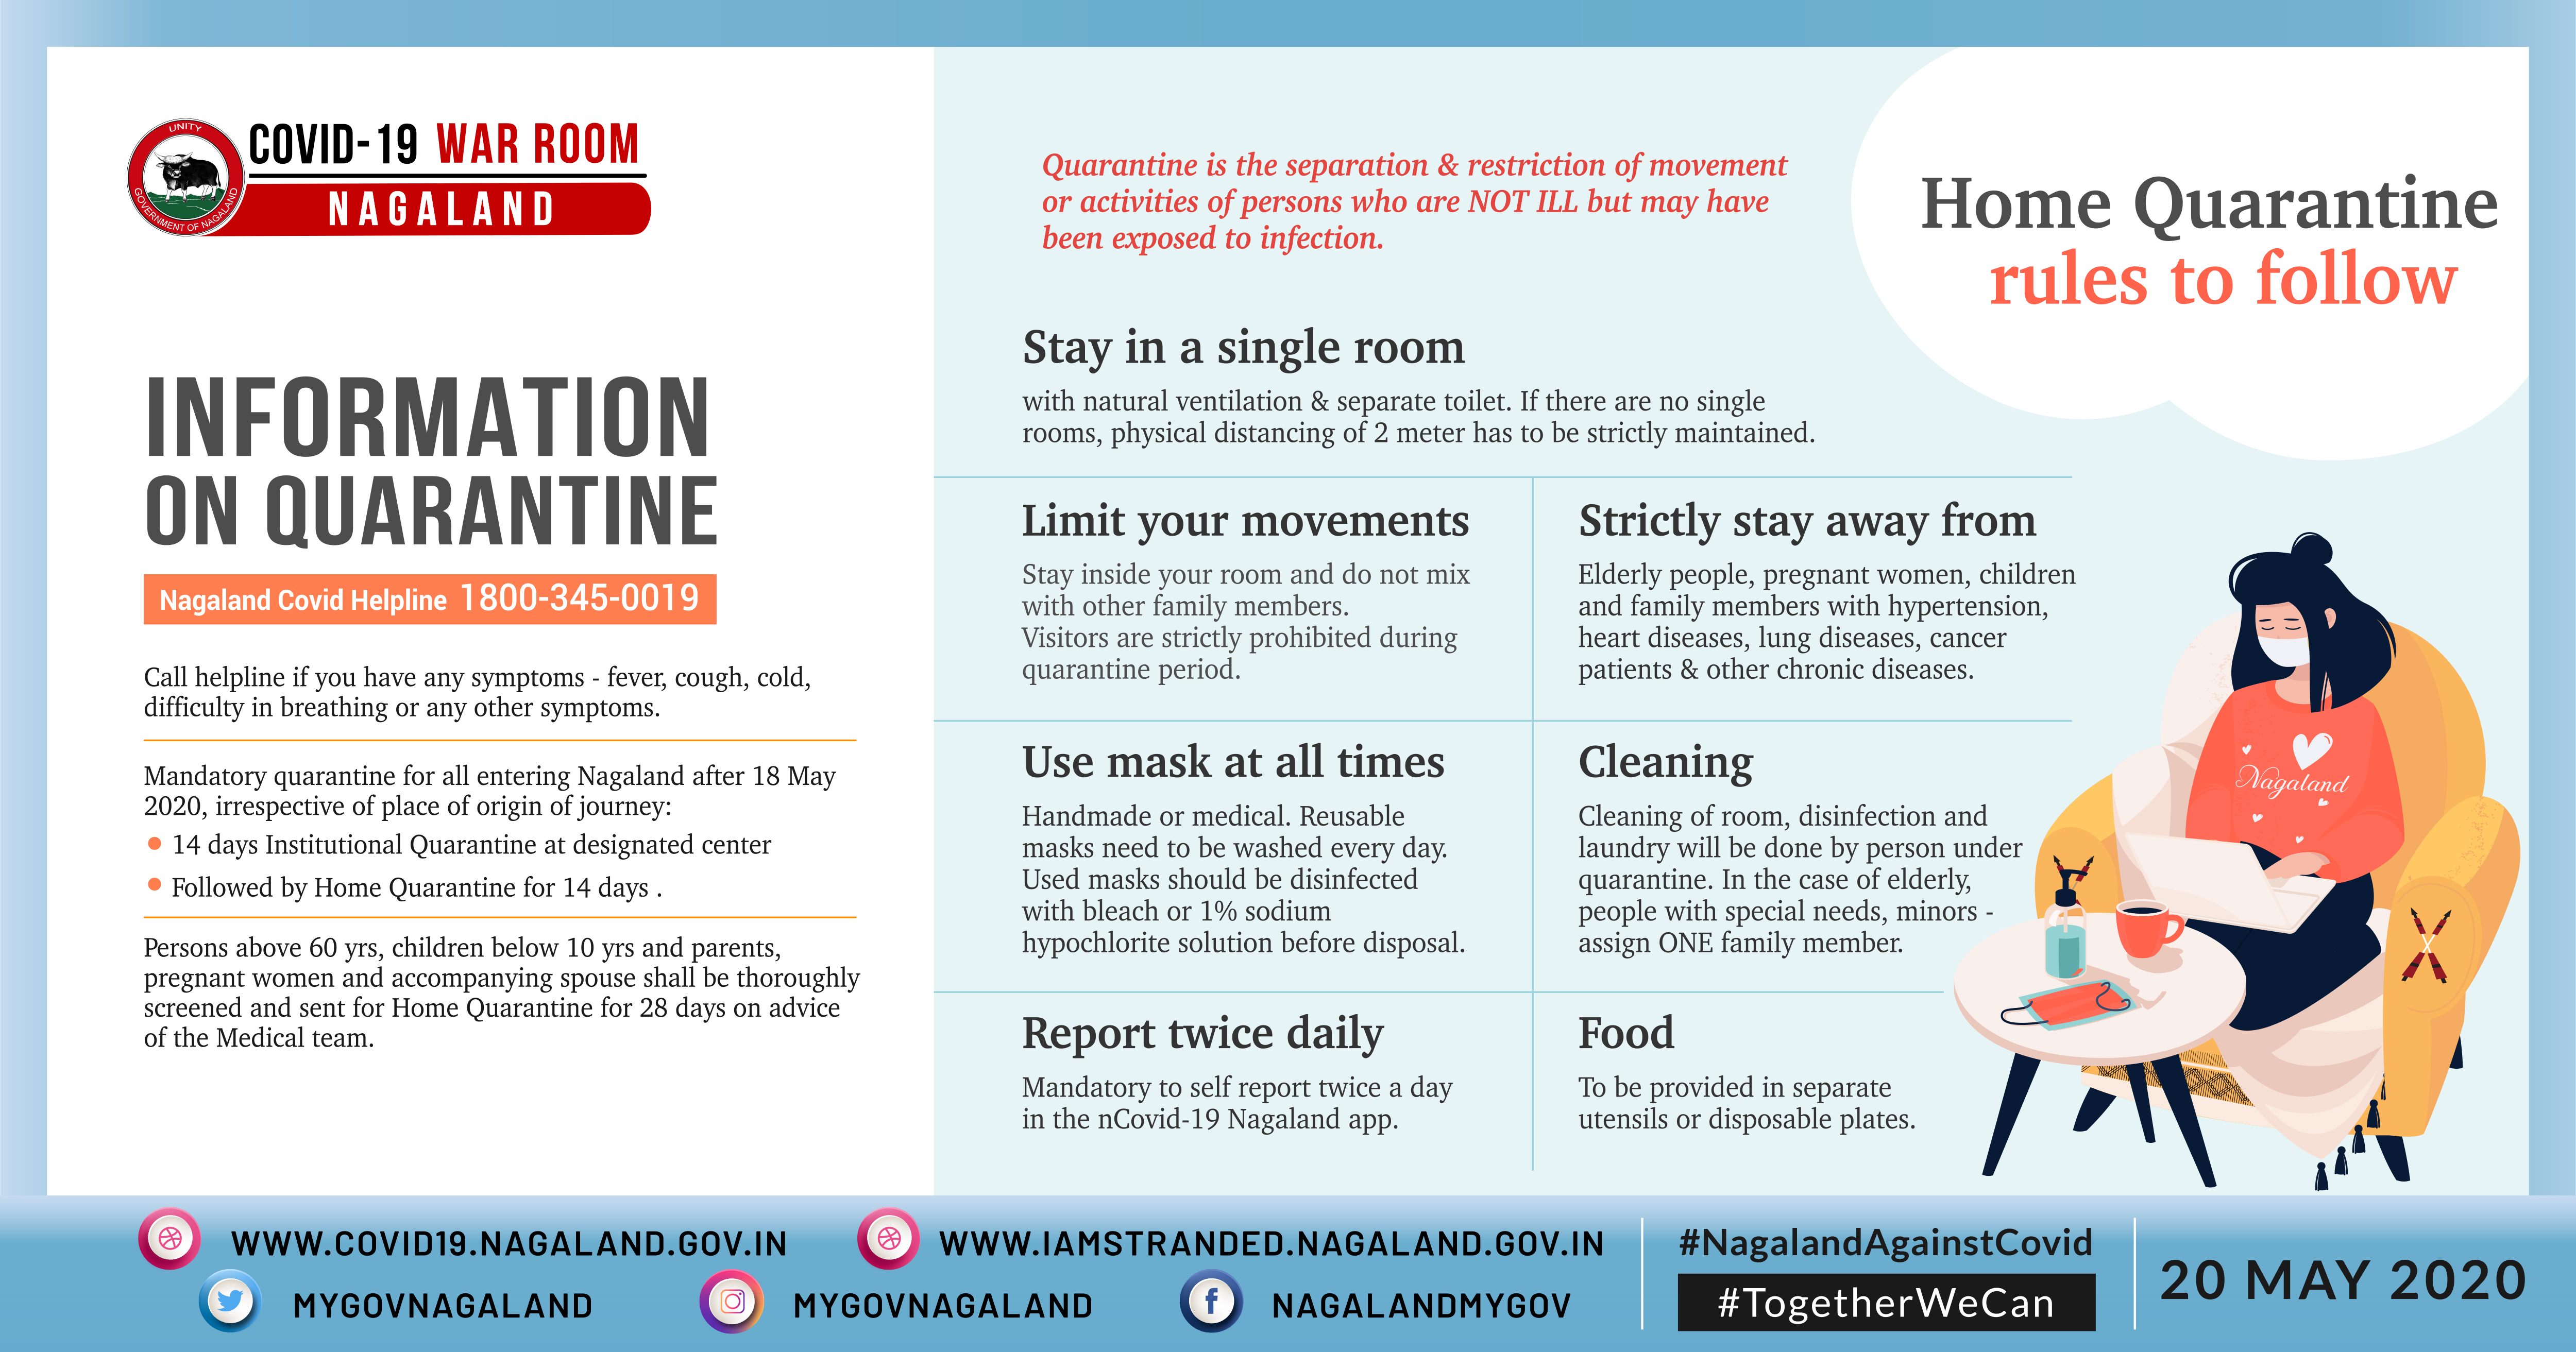 UNITY
GOVERNMENT OF NAGALAND
COVID-19 WAR ROOM
NAGALAND
INFORMATION
ON QUARANTINE
Nagaland Covid Helpline 1800-345-0019
Call helpline if you have any symptoms - fever, cough, cold,
difficulty in breathing or any other symptoms.
Mandatory quarantine for all entering Nagaland after 18 May
2020, irrespective of place of origin of journey:
14 days Institutional Quarantine at designated center
Followed by Home Quarantine for 14 days .
Persons above 60 yrs, children below 10 yrs and parents,
pregnant women and accompanying spouse shall be thoroughly
screened and sent for Home Quarantine for 28 days on advice
of the Medical team.
Quarantine is the separation & restriction of movement
or activities of persons who are NOT ILL but may have
been exposed to infection.
Home Quarantine
rules to follow
Stay in a single room
with natural ventilation & separate toilet. If there are no single
rooms, physical distancing of 2 meter has to be strictly maintained.
Limit your movements
Stay inside your room and do not mix
with other family members.
Visitors are strictly prohibited during
quarantine period.
Strictly stay away from
Elderly people, pregnant women, children
and family members with hypertension,
heart diseases, lung diseases, cancer
patients & other chronic diseases.
Use mask at all times
Handmade or medical. Reusable
masks need to be washed every day.
Used masks should be disinfected
with bleach or 1% sodium
hypochlorite solution before disposal.
Cleaning
Cleaning of room, disinfection and
laundry will be done by person under
quarantine. In the case of elderly,
people with special needs, minors -
assign ONE family member.
Report twice daily
Mandatory to self report twice a day
in the nCovid-19 Nagaland app.
Food
To be provided in separate
utensils or disposable plates.
Nagaland
WWW.COVID19.NAGALAND.GOV.IN
WWW.IAMSTRANDED.NAGALAND.GOV.IN
MYGOVNAGALAND
MYGOVNAGALAND
NAGALANDMYGOV
#NagalandAgainstCovid
#TogetherWeCan
20 MAY 2020